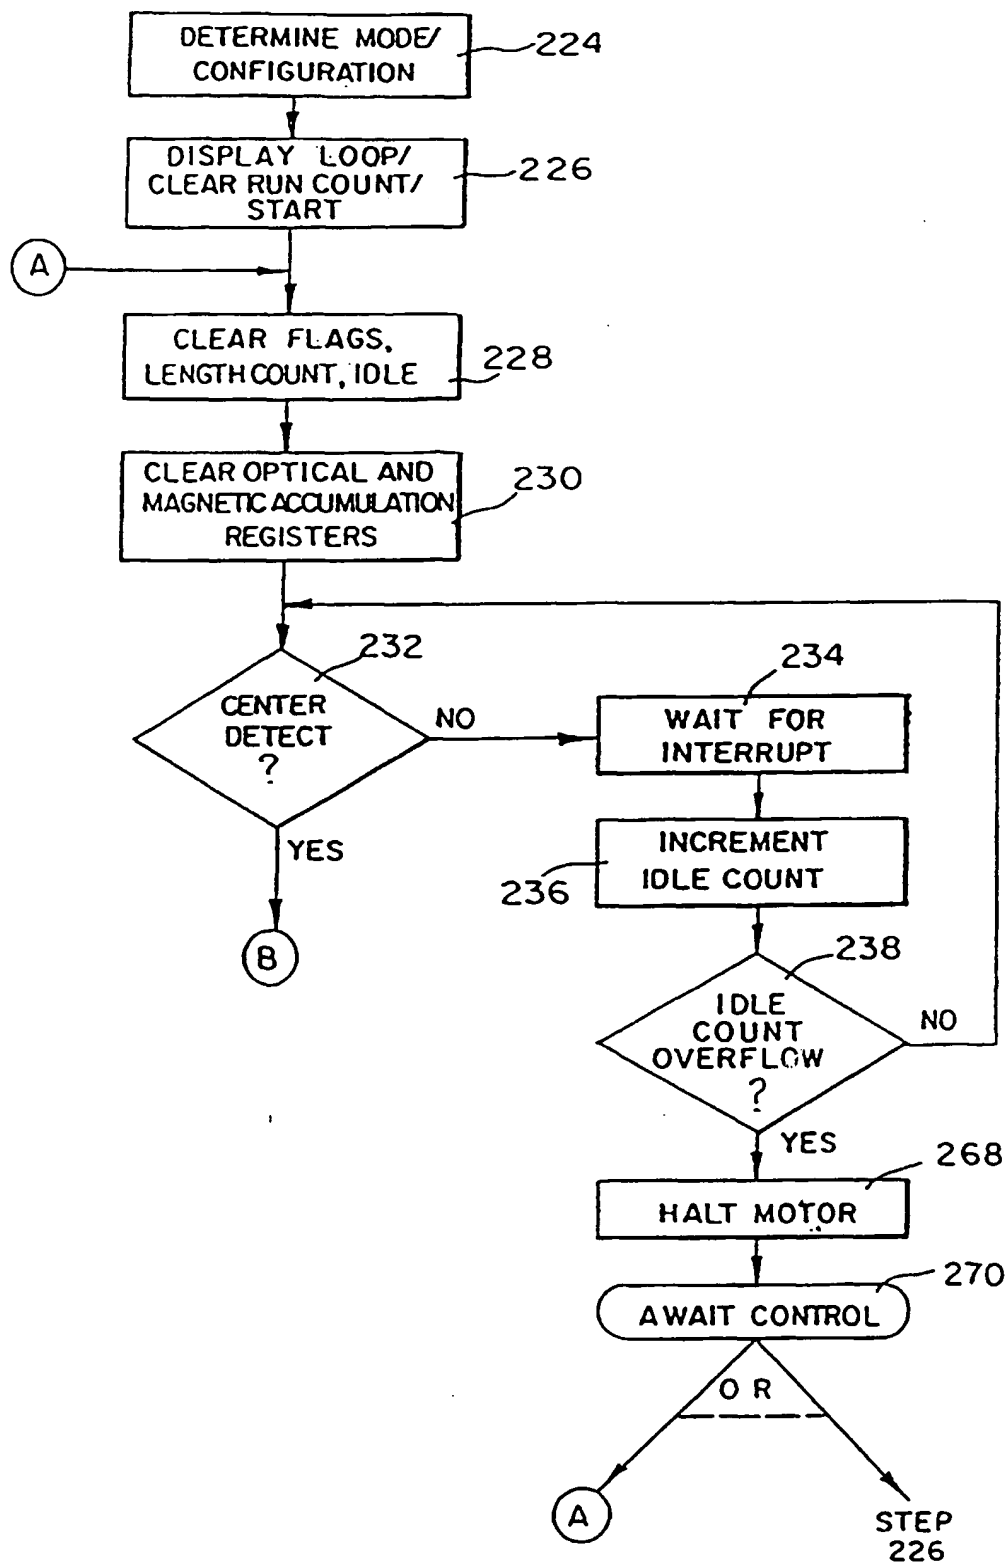 DETERMINE MODE/
CONFIGURATION
224
DISPLAY LOOP/
CLEAR RUN COUNT/
START
226
A
CLEAR FLAGS,
LENGTH COUNT, IDLE
228
CLEAR OPTICAL AND
MAGNETIC ACCUMULATION
REGISTERS
230
232
CENTER
DETECT
?
NO
YES
B
234
WAIT FOR
INTERRUPT
INCREMENT
IDLE COUNT
236
238
IDLE
COUNT
OVERFLOW
?
NO
YES
268
HALT MOTOR
270
AWAIT CONTROL
OR
A
STEP
226